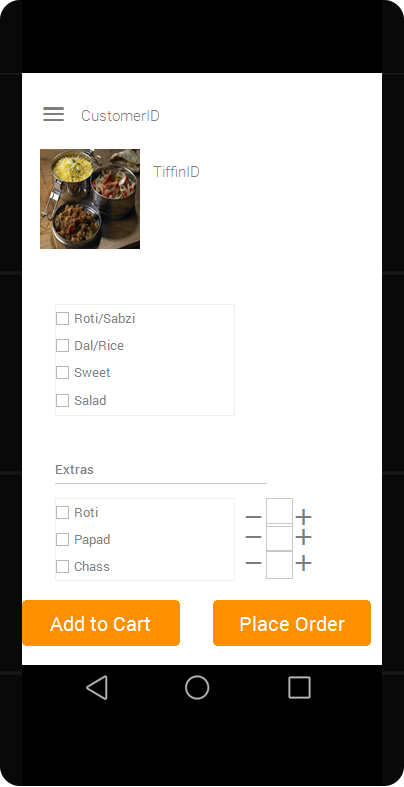 CustomerID
TiffinID
Roti/Sabzi
Dal/Rice
Sweet
Salad
Extras
Roti
Papad
Chass
Add to Cart
Place Order